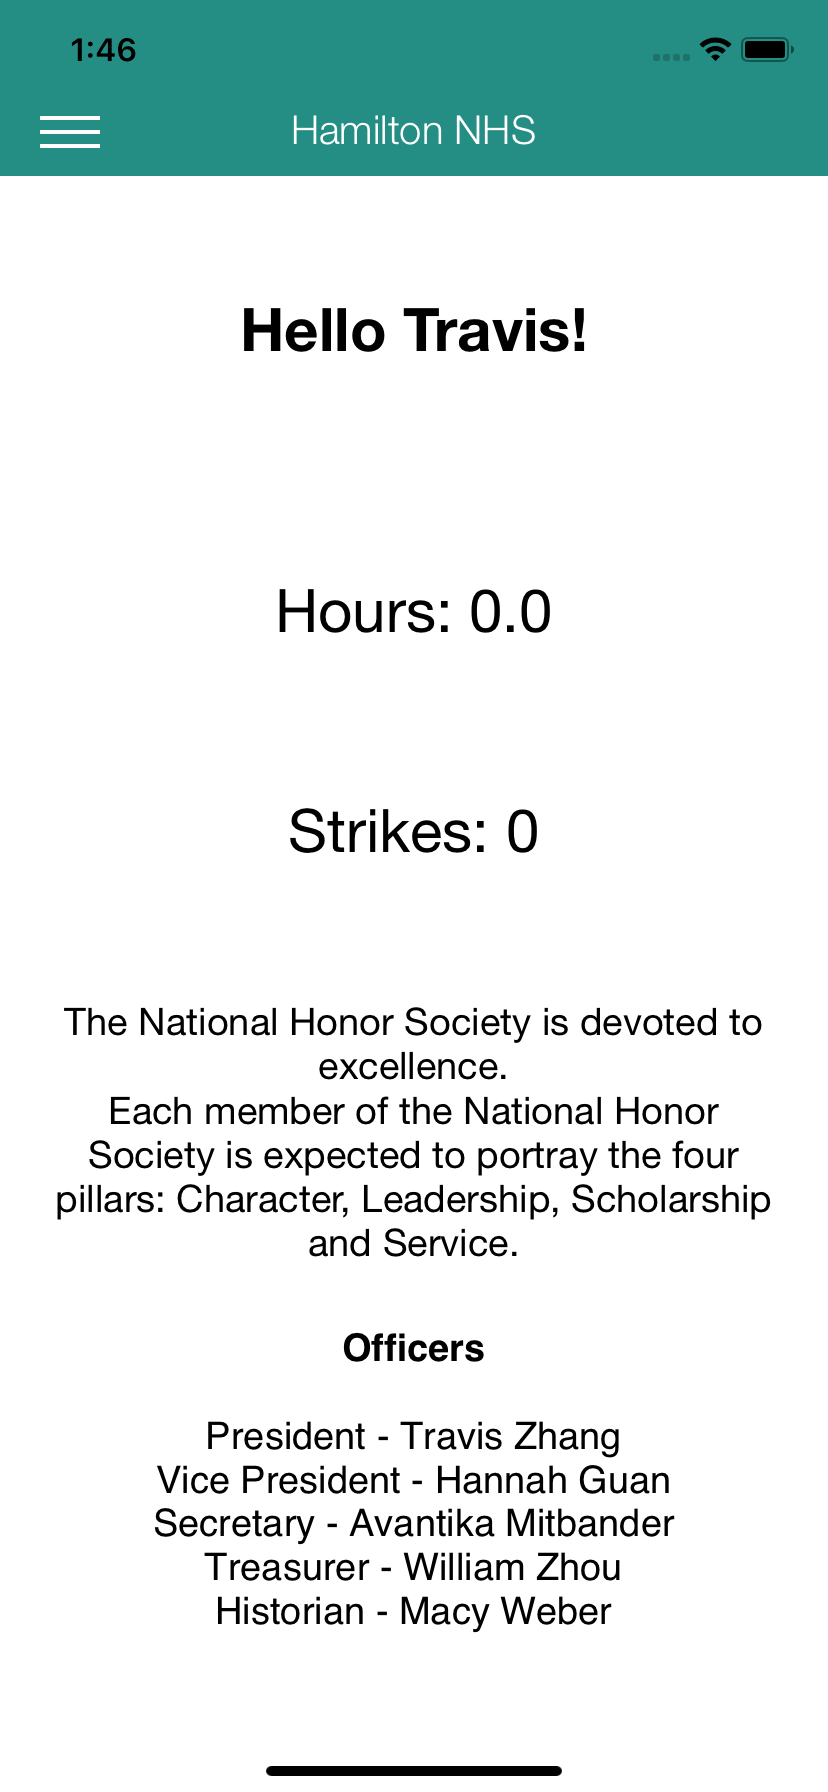 1:46
Hamilton NHS
Hello Travis!
Hours: 0.0
Strikes: 0
The National Honor Society is devoted to
excellence.
Each member of the National Honor
Society is expected to portray the four
pillars: Character, Leadership, Scholarship
and Service.
Officers
President - Travis Zhang
Vice President - Hannah Guan
Secretary - Avantika Mitbander
Treasurer - William Zhou
Historian - Macy Weber